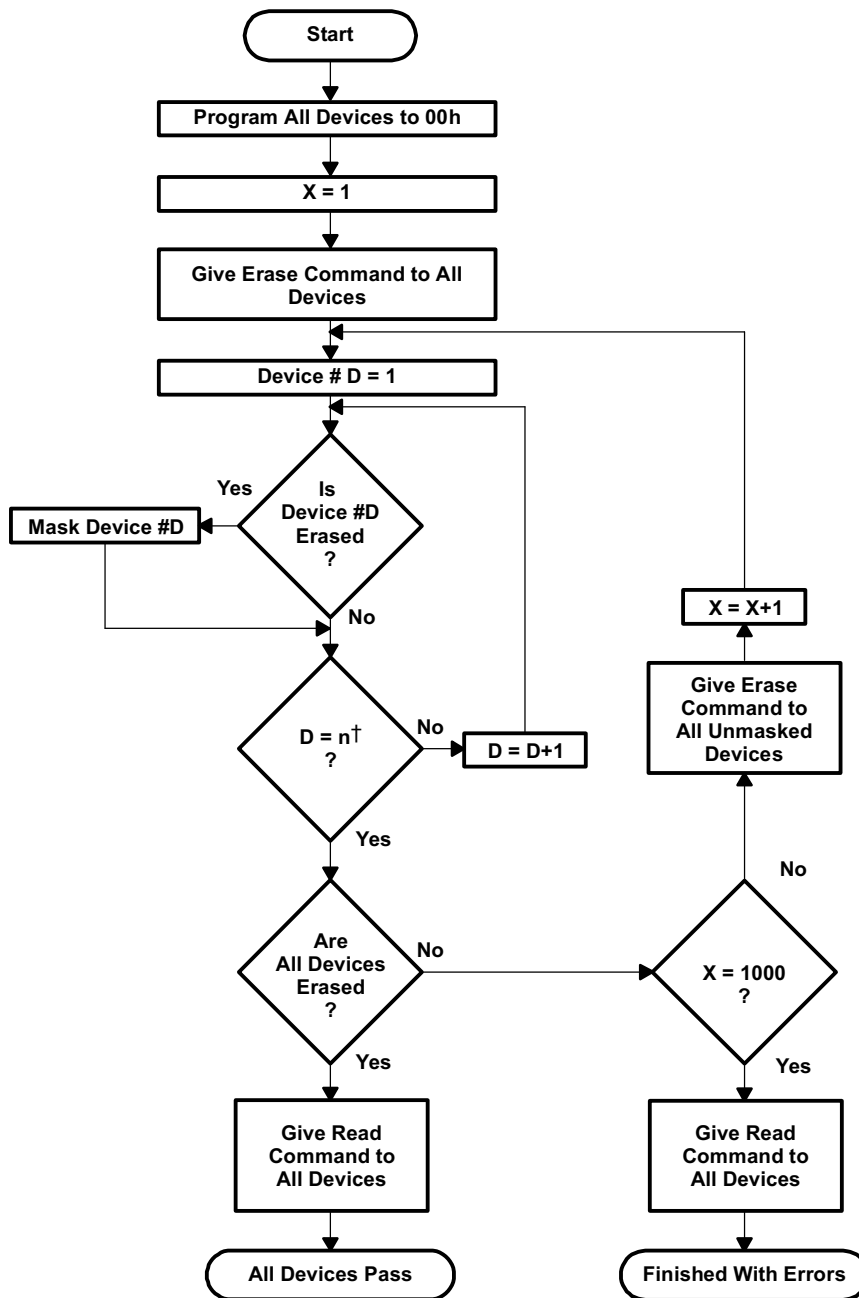 Start
Program All Devices to 00h
X = 1
Give Erase Command to All
Devices
Device # D = 1
Yes
Is
Device #D
Erased
?
Mask Device #D
No
X = X+1
Give Erase
Command to
All Unmasked
Devices
D = n†
?
No
D = D+1
Yes
No
Are
All Devices
Erased
?
No
X = 1000
?
Yes
Yes
Give Read
Command to
All Devices
Give Read
Command to
All Devices
All Devices Pass
Finished With Errors